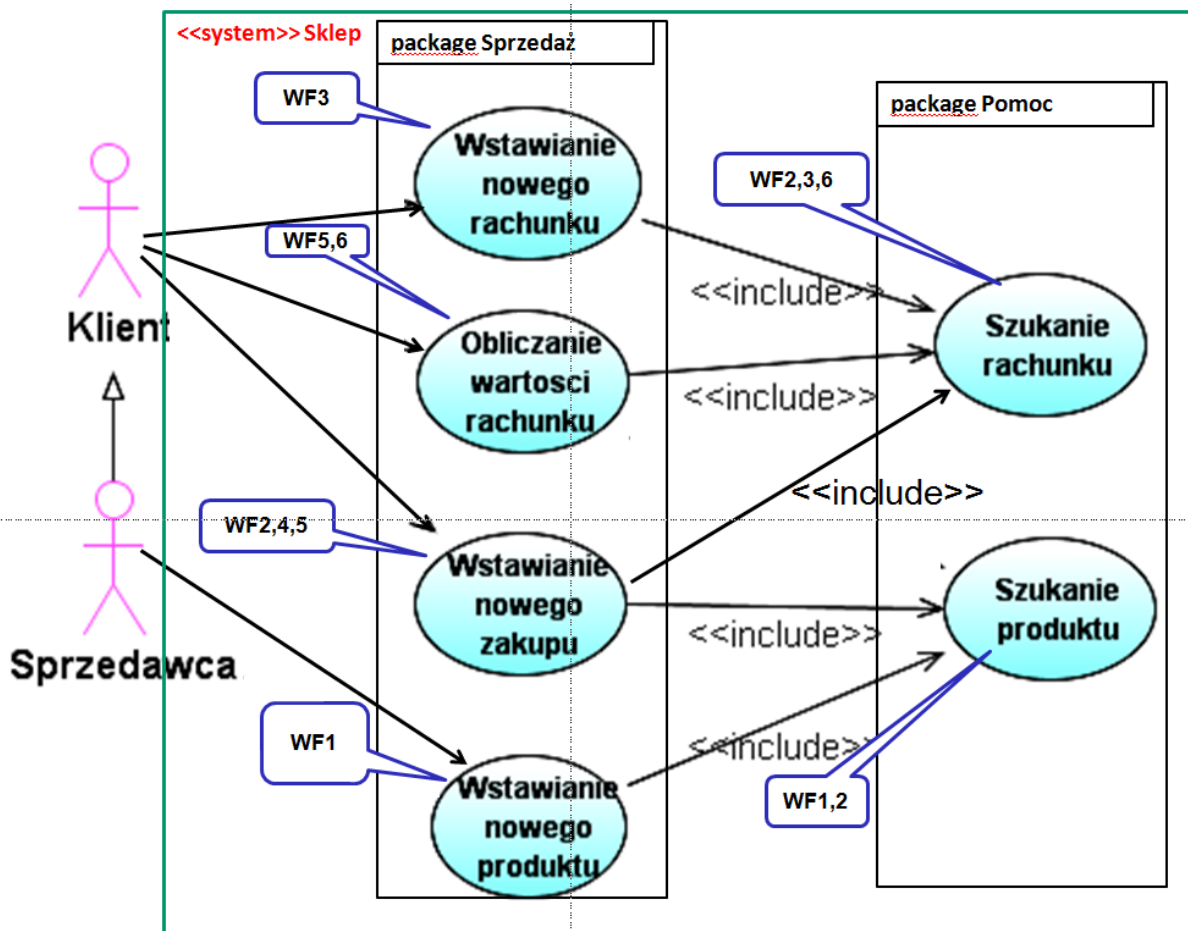 <<system>> Sklep
package Sprzedaż
WF3
Wstawianie
nowego
rachunku
package Pomoc
WF2,3,6
WF5,6
<<include>>
Klient
Obliczanie
wartosci
rachunku
Szukanie
rachunku
<<include>>
WF2,4,5
<<include>>
Wstawianie
nowego
zakupu
Szukanie
produktu
<<include>>
Sprzedawca
WF1
<<include>>
Wstawianie
nowego
produktu
WF1,2